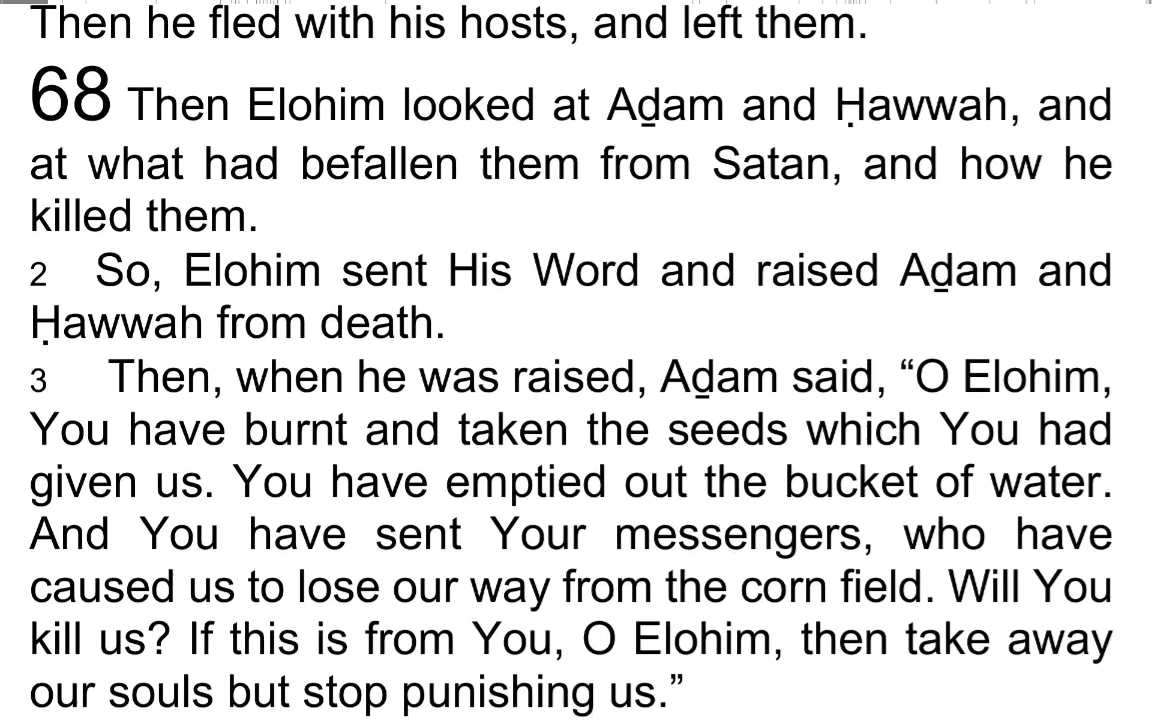 Then he fled with his hosts, and left them.
68 Then Elohim looked at Aḏam and Ḥawwah, and
at what had befallen them from Satan, and how he
killed them.
2 So, Elohim sent His Word and raised Aḏam and
Ḥawwah from death.
3 Then, when he was raised, Aḏam said, “O Elohim,
You have burnt and taken the seeds which You had
given us. You have emptied out the bucket of water.
And You have sent Your messengers, who have
caused us to lose our way from the corn field. Will You
kill us? If this is from You, O Elohim, then take away
our souls but stop punishing us.”